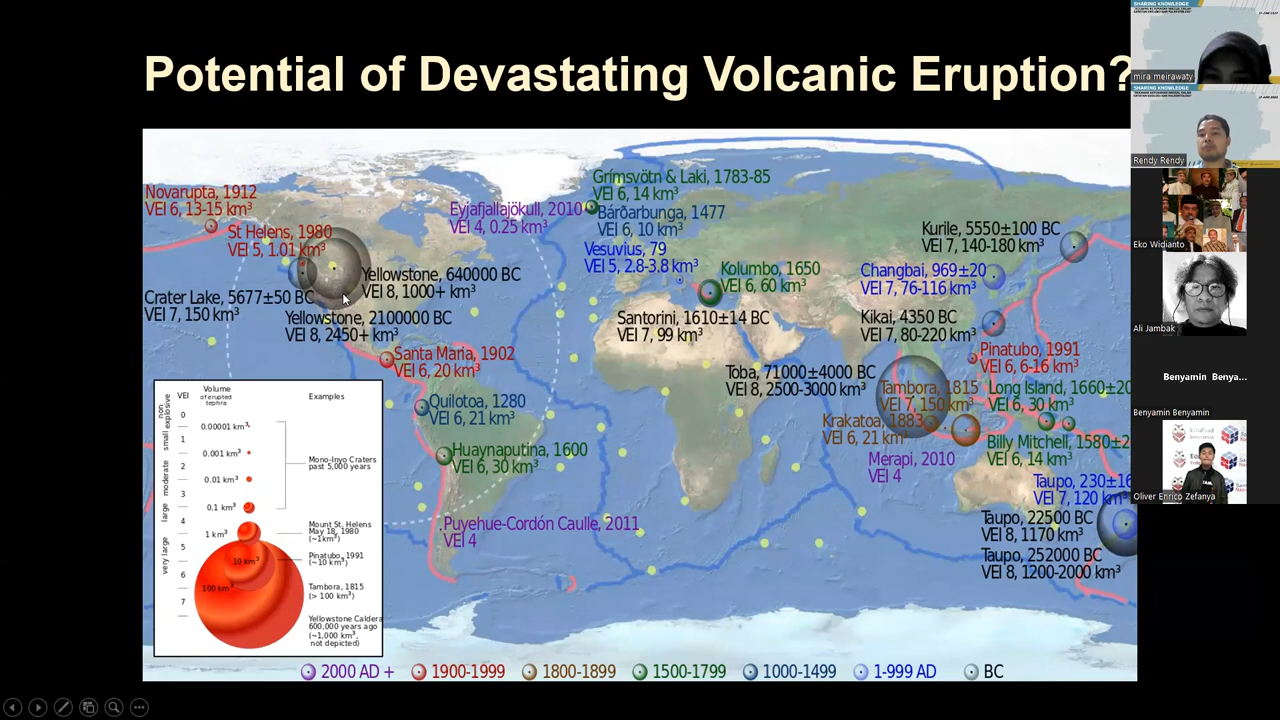 Potential of Devastating Volcanic Eruption?
Novarupta, 1912
VEI 6, 13-15 km³
St Helens, 1980
VEI 5, 1.01 km³
Crater Lake, 5677±50 BC
VEI 7, 150 km³
Yellowstone, 640000 BC
VEI 8, 1000+ km³
Yellowstone, 2100000 BC
VEI 8, 2450+ km³
Santa Maria, 1902
VEI 6, 20 km³
Quilotoa, 1280
VEI 6, 21 km³
Huaynaputina, 1600
VEI 6, 30 km³
Puyehue-Cordón Caulle, 2011
VEI 4
Eyjafjallajökull, 2010
VEI 4, 0.25 km³
Grímsvötn & Laki, 1783-85
VEI 6, 14 km³
Bárðarbunga, 1477
VEI 6, 10 km³
Vesuvius, 79
VEI 5, 2.8-3.8 km³
Kolumbo, 1650
VEI 6, 60 km³
Santorini, 1610±14 BC
VEI 7, 99 km³
Toba, 71000±4000 BC
VEI 8, 2500-3000 km³
Kurile, 5550±100 BC
VEI 7, 140-180 km³
Changbai, 969±20
VEI 7, 76-116 km³
Kikai, 4350 BC
VEI 7, 80-220 km³
Pinatubo, 1991
VEI 6, 6-16 km³
Tambora, 1815
VEI 7, 150 km³
Long Island, 1660±20
VEI 6, 30 km³
Krakatoa, 1883
VEI 6, 21 km³
Billy Mitchell, 1580±2
VEI 6, 14 km³
Merapi, 2010
VEI 4
Taupo, 230±16
VEI 7, 120 km³
Taupo, 22500 BC
VEI 8, 1170 km³
Taupo, 252000 BC
VEI 8, 1200-2000 km³
VEI
Volume
of erupted
tephra
Examples
non explosive
small
moderate
large
very large
0
1
2
3
4
5
6
7
0.00001 km³
0.001 km³
0.01 km³
0.1 km³
1 km³
10 km³
100 km³
Mono-Inyo Craters
past 5,000 years
Mount St. Helens
May 18, 1980
(~1km³)
Pinatubo, 1991
(~10 km³)
Tambora, 1815
(> 100 km³)
Yellowstone Caldera
600,000 years ago
(~1,000 km³,
not depicted)
2000 AD +
1900-1999
1800-1899
1500-1799
1000-1499
1-999 AD
BC
SHARING KNOWLEDGE
mira meirawaty
SHARING KNOWLEDGE
Rendy Rendy
Eko Widianto
Ali Jambak
Benyamin Benya...
Benyamin Benyamin
Oliver Enrico Zefanya